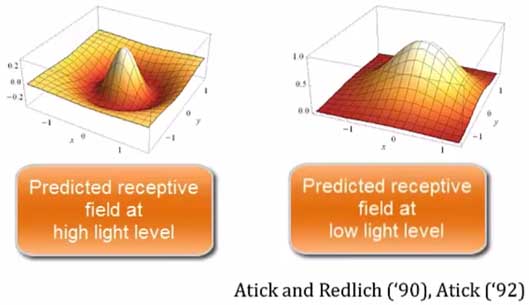 0.2
0.0
−0.2
−1
0
x
1
−1
0
y
1
1.0
0.5
0.0
−1
0
x
1
−1
0
y
1
Predicted receptive
field at
high light level
Predicted receptive
field at
low light level
Atick and Redlich (‘90), Atick (‘92)